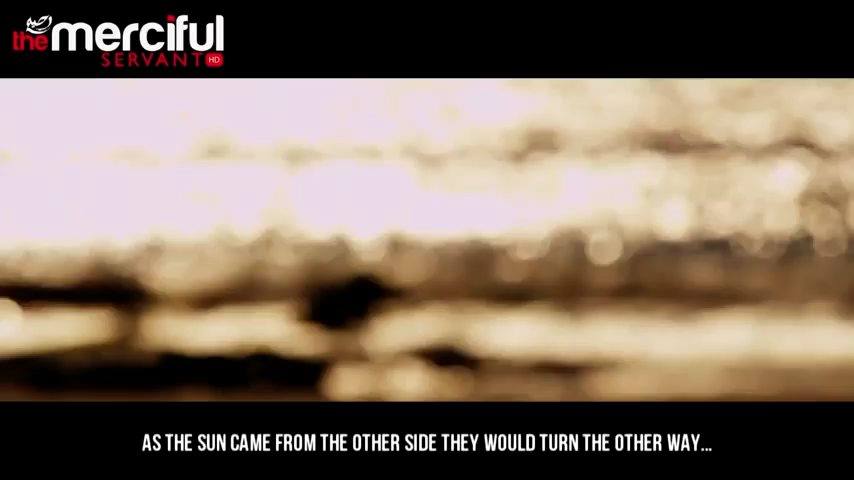 the merciful
SERVANT HD
AS THE SUN CAME FROM THE OTHER SIDE THEY WOULD TURN THE OTHER WAY...